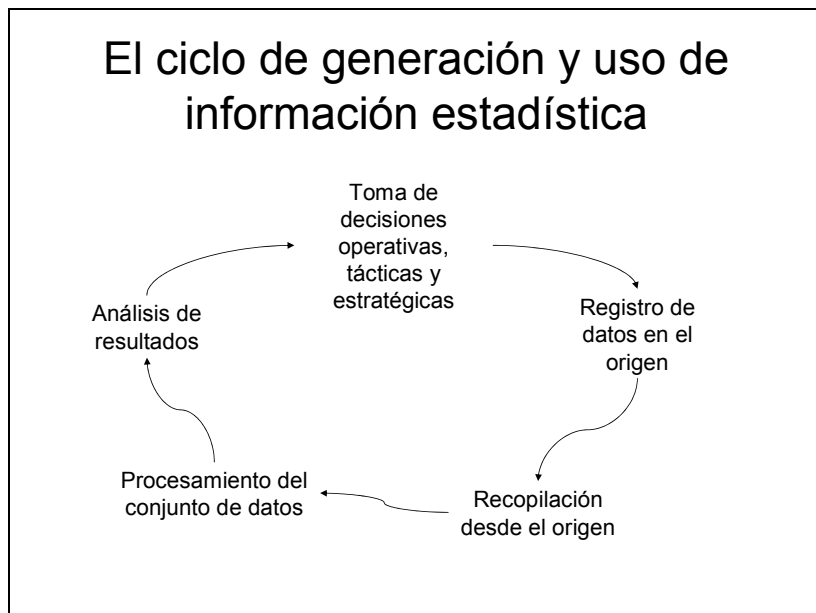 El ciclo de generación y uso de
información estadística
Toma de
decisiones
operativas,
tácticas y
estratégicas
Registro de
datos en el
origen
Recopilación
desde el origen
Procesamiento del
conjunto de datos
Análisis de
resultados